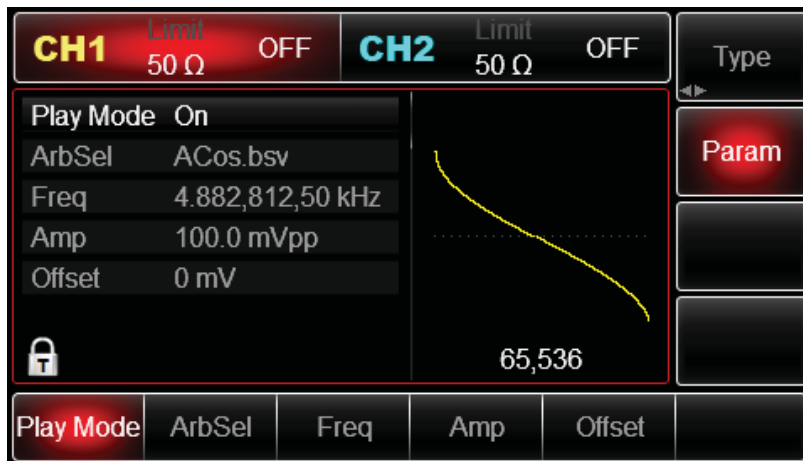 CH1 Limit 50 Ω OFF CH2 Limit 50 Ω OFF Type
Play Mode On
ArbSel ACos.bsv Param
Freq 4.882,812,50 kHz
Amp 100.0 mVpp
Offset 0 mV
T 65,536
Play Mode ArbSel Freq Amp Offset